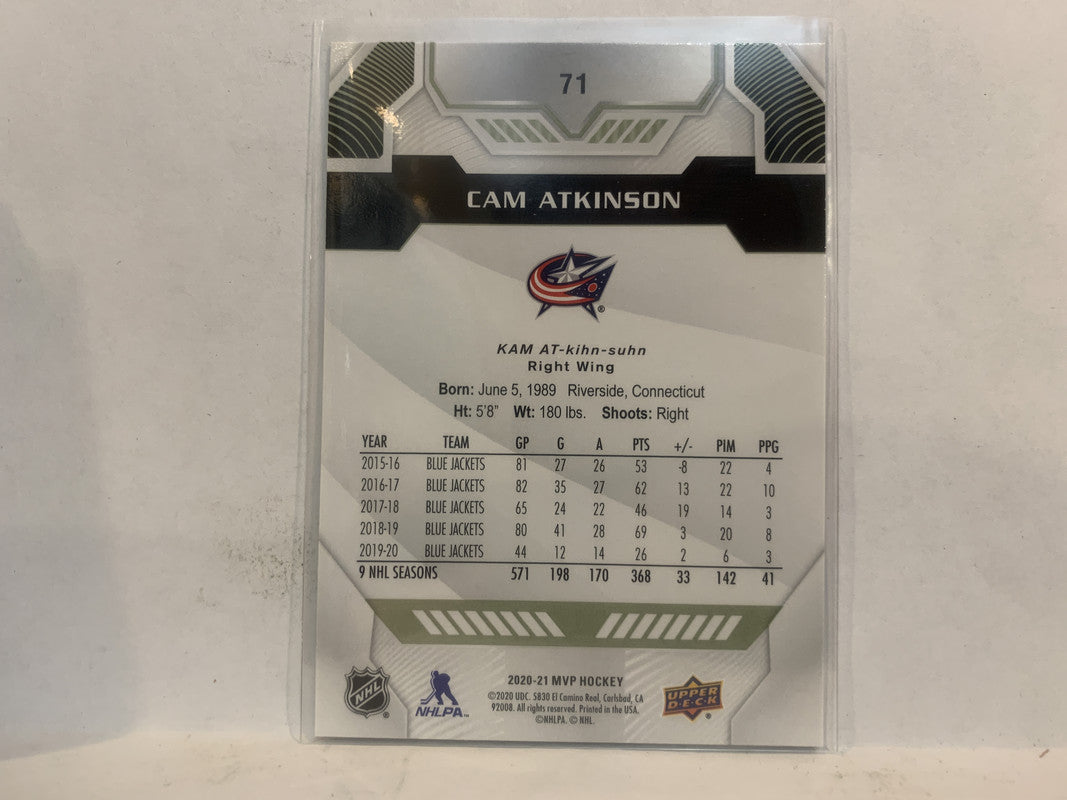 71
CAM ATKINSON
®
KAM AT-kihn-suhn
Right Wing
Born: June 5, 1989 Riverside, Connecticut
Ht: 5'8" Wt: 180 lbs. Shoots: Right
YEAR TEAM GP G A PTS +/- PIM PPG
2015-16 BLUE JACKETS 81 27 26 53 -8 22 4
2016-17 BLUE JACKETS 82 35 27 62 13 22 10
2017-18 BLUE JACKETS 65 24 22 46 19 14 3
2018-19 BLUE JACKETS 80 41 28 69 3 20 8
2019-20 BLUE JACKETS 44 12 14 26 2 6 3
9 NHL SEASONS 571 198 170 368 33 142 41
NHL ®
NHLPA™
2020-21 MVP HOCKEY
©2020 UDC. 5830 El Camino Real, Carlsbad, CA
92008. All rights reserved. Printed in the USA.
©NHLPA. © NHL.
UPPER
D·E·C·K ®